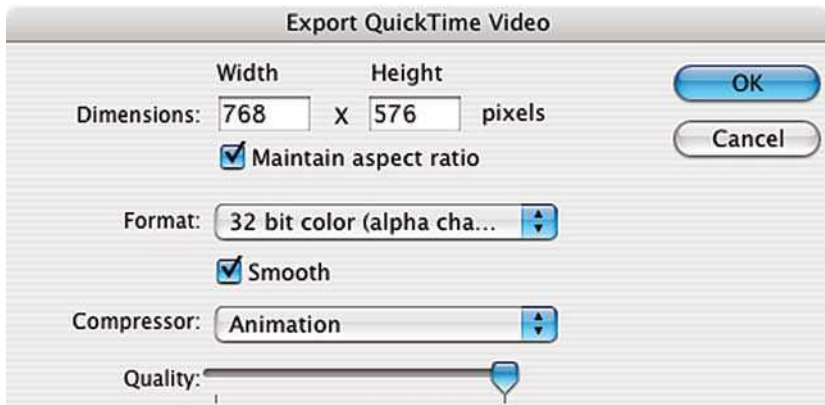 Export QuickTime Video
Width Height
Dimensions: 768 x 576 pixels
Maintain aspect ratio
OK
Cancel
Format: 32 bit color (alpha cha...
Smooth
Compressor: Animation
Quality: